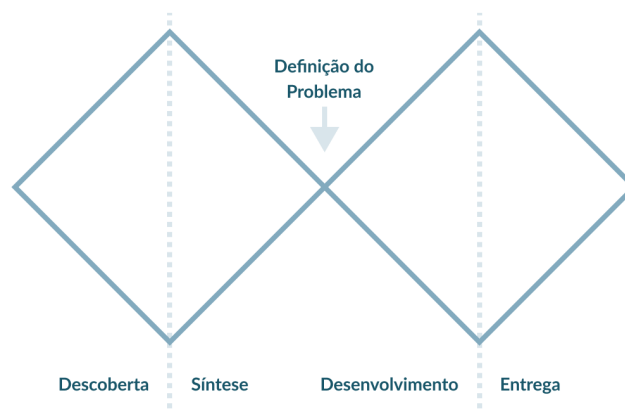 Definição do
Problema
Descoberta
Síntese
Desenvolvimento
Entrega